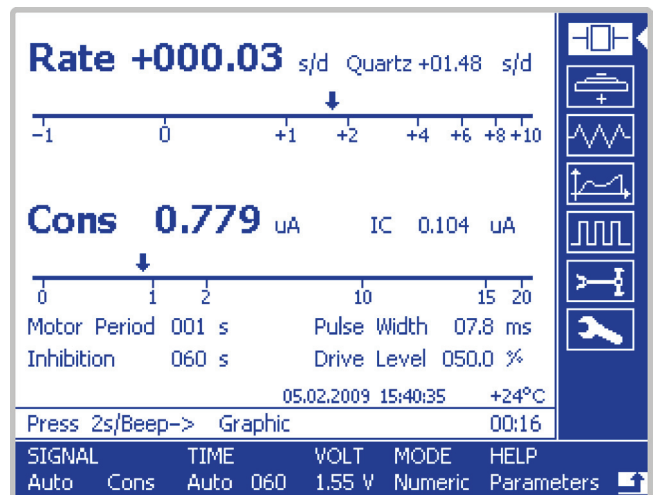 Rate +000.03 s/d Quartz +01.48 s/d
-1 0 +1 +2 +4 +6 +8 +10
Cons 0.779 uA IC 0.104 uA
0 1 2 10 15 20
Motor Period 001 s Pulse Width 07.8 ms
Inhibition 060 s Drive Level 050.0 %
05.02.2009 15:40:35 +24°C
Press 2s/Beep-> Graphic 00:16
SIGNAL TIME VOLT MODE HELP
Auto Cons Auto 060 1.55 V Numeric Parameters